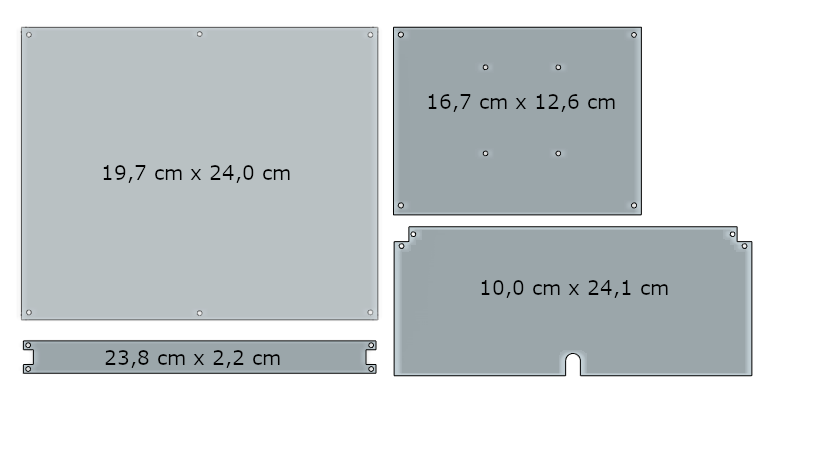 19,7 cm x 24,0 cm
16,7 cm x 12,6 cm
10,0 cm x 24,1 cm
23,8 cm x 2,2 cm